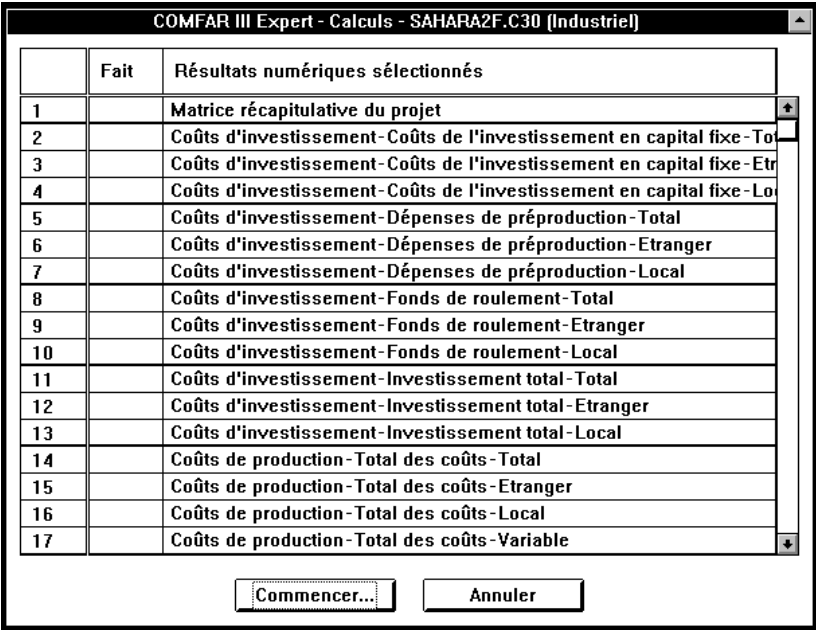 COMFAR III Expert - Calculs - SAHARA2F.C30 (Industriel)
Fait Résultats numériques sélectionnés
1 Matrice récapitulative du projet
2 Coûts d'investissement-Coûts de l'investissement en capital fixe-Tot
3 Coûts d'investissement-Coûts de l'investissement en capital fixe-Etr
4 Coûts d'investissement-Coûts de l'investissement en capital fixe-Lo
5 Coûts d'investissement-Dépenses de préproduction-Total
6 Coûts d'investissement-Dépenses de préproduction-Etranger
7 Coûts d'investissement-Dépenses de préproduction-Local
8 Coûts d'investissement-Fonds de roulement-Total
9 Coûts d'investissement-Fonds de roulement-Etranger
10 Coûts d'investissement-Fonds de roulement-Local
11 Coûts d'investissement-Investissement total-Total
12 Coûts d'investissement-Investissement total-Etranger
13 Coûts d'investissement-Investissement total-Local
14 Coûts de production-Total des coûts-Total
15 Coûts de production-Total des coûts-Etranger
16 Coûts de production-Total des coûts-Local
17 Coûts de production-Total des coûts-Variable
Commencer... Annuler